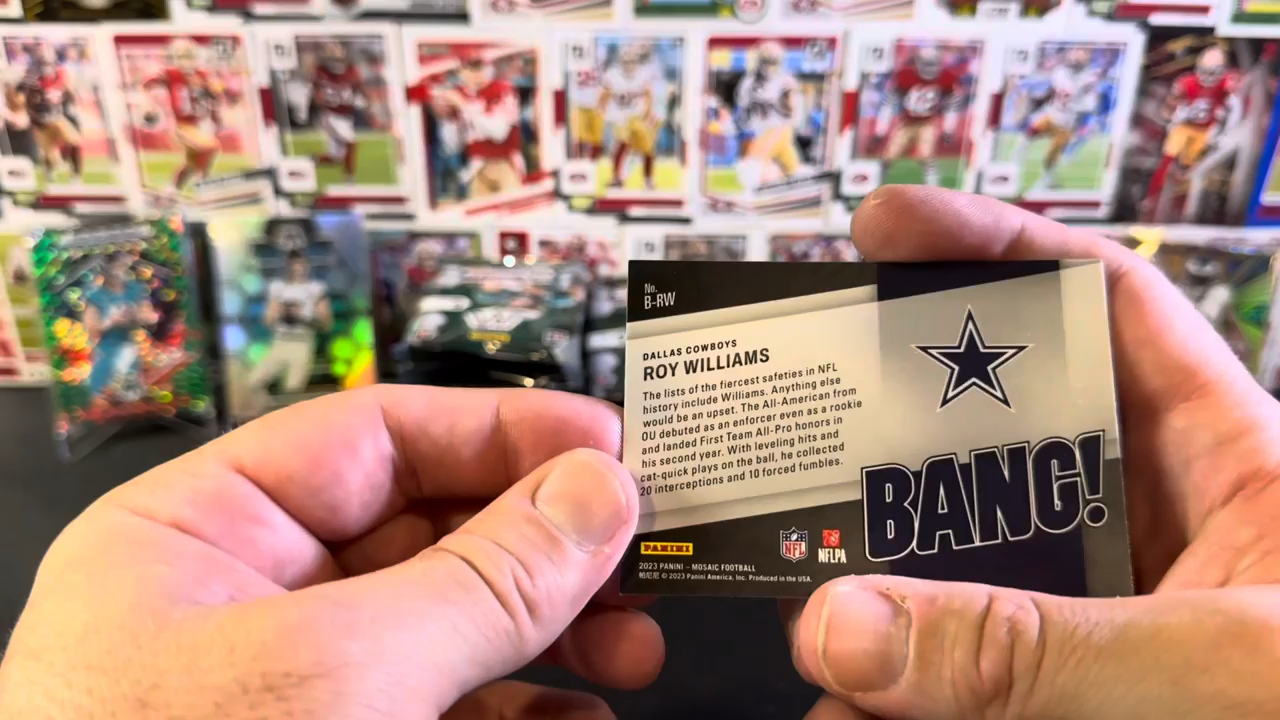 No.
B-RW
DALLAS COWBOYS
ROY WILLIAMS
The lists of the fiercest safeties in NFL
history include Williams. Anything else
would be an upset. The All-American from
OU debuted as an enforcer even as a rookie
and landed First Team All-Pro honors in
his second year. With leveling hits and
cat-quick plays on the ball, he collected
20 interceptions and 10 forced fumbles.
BANG!
PANINI
NFL
NFLPA
2023 PANINI – MOSAIC FOOTBALL
帕尼尼 © 2023 Panini America, Inc. Produced in the USA.